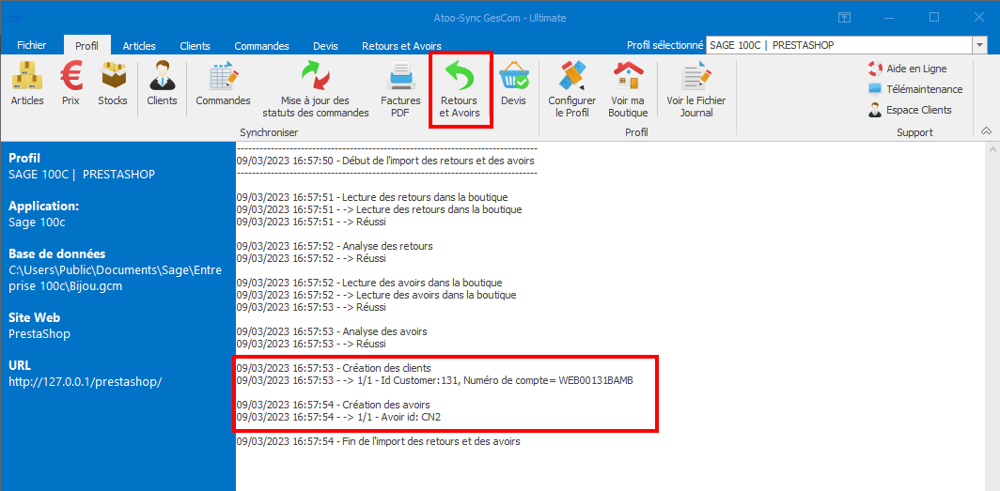 Atoo-Sync GesCom - Ultimate
Fichier
Profil
Articles
Clients
Commandes
Devis
Retours et Avoirs
Profil sélectionné
SAGE 100C | PRESTASHOP
Articles
Prix
Stocks
Clients
Commandes
Mise à jour des
statuts des commandes
Factures
PDF
Retours
et Avoirs
Devis
Synchroniser
Configurer
le Profil
Voir ma
Boutique
Voir le Fichier
Journal
Profil
Aide en Ligne
Télémaintenance
Espace Clients
Support
Profil
SAGE 100C | PRESTASHOP
Application:
Sage 100c
Base de données
C:\Users\Public\Documents\Sage\Entre
prise 100c\Bijou.gcm
Site Web
PrestaShop
URL
http://127.0.0.1/prestashop/
--------------------------------------------------------------------------------
09/03/2023 16:57:50 - Début de l'import des retours et des avoirs
--------------------------------------------------------------------------------
09/03/2023 16:57:51 - Lecture des retours dans la boutique
09/03/2023 16:57:51 - -> Lecture des retours dans la boutique
09/03/2023 16:57:51 - -> Réussi
09/03/2023 16:57:52 - Analyse des retours
09/03/2023 16:57:52 - -> Réussi
09/03/2023 16:57:52 - Lecture des avoirs dans la boutique
09/03/2023 16:57:52 - -> Lecture des avoirs dans la boutique
09/03/2023 16:57:53 - -> Réussi
09/03/2023 16:57:53 - Analyse des avoirs
09/03/2023 16:57:53 - -> Réussi
09/03/2023 16:57:53 - Création des clients
09/03/2023 16:57:53 - -> 1/1 - Id Customer:131, Numéro de compte= WEB00131BAMB
09/03/2023 16:57:54 - Création des avoirs
09/03/2023 16:57:54 - -> 1/1 - Avoir id: CN2
09/03/2023 16:57:54 - Fin de l'import des retours et des avoirs